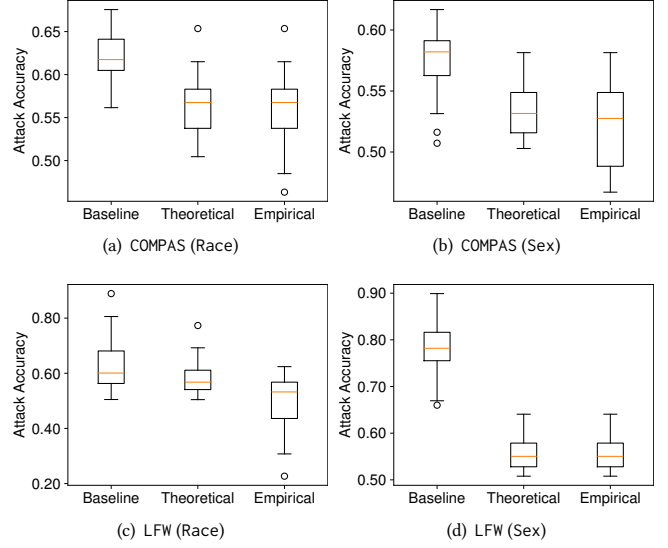 Attack Accuracy
0.65
0.60
0.55
0.50
Baseline Theoretical Empirical
(a) COMPAS (Race)
Attack Accuracy
0.60
0.55
0.50
Baseline Theoretical Empirical
(b) COMPAS (Sex)
Attack Accuracy
0.80
0.60
0.40
0.20
Baseline Theoretical Empirical
(c) LFW (Race)
Attack Accuracy
0.90
0.80
0.70
0.60
0.50
Baseline Theoretical Empirical
(d) LFW (Sex)